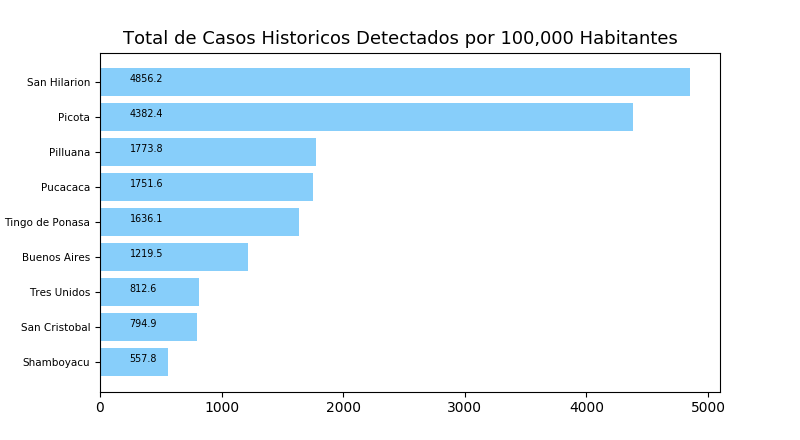 Total de Casos Historicos Detectados por 100,000 Habitantes
San Hilarion 4856.2
Picota 4382.4
Pilluana 1773.8
Pucacaca 1751.6
Tingo de Ponasa 1636.1
Buenos Aires 1219.5
Tres Unidos 812.6
San Cristobal 794.9
Shamboyacu 557.8
0 1000 2000 3000 4000 5000